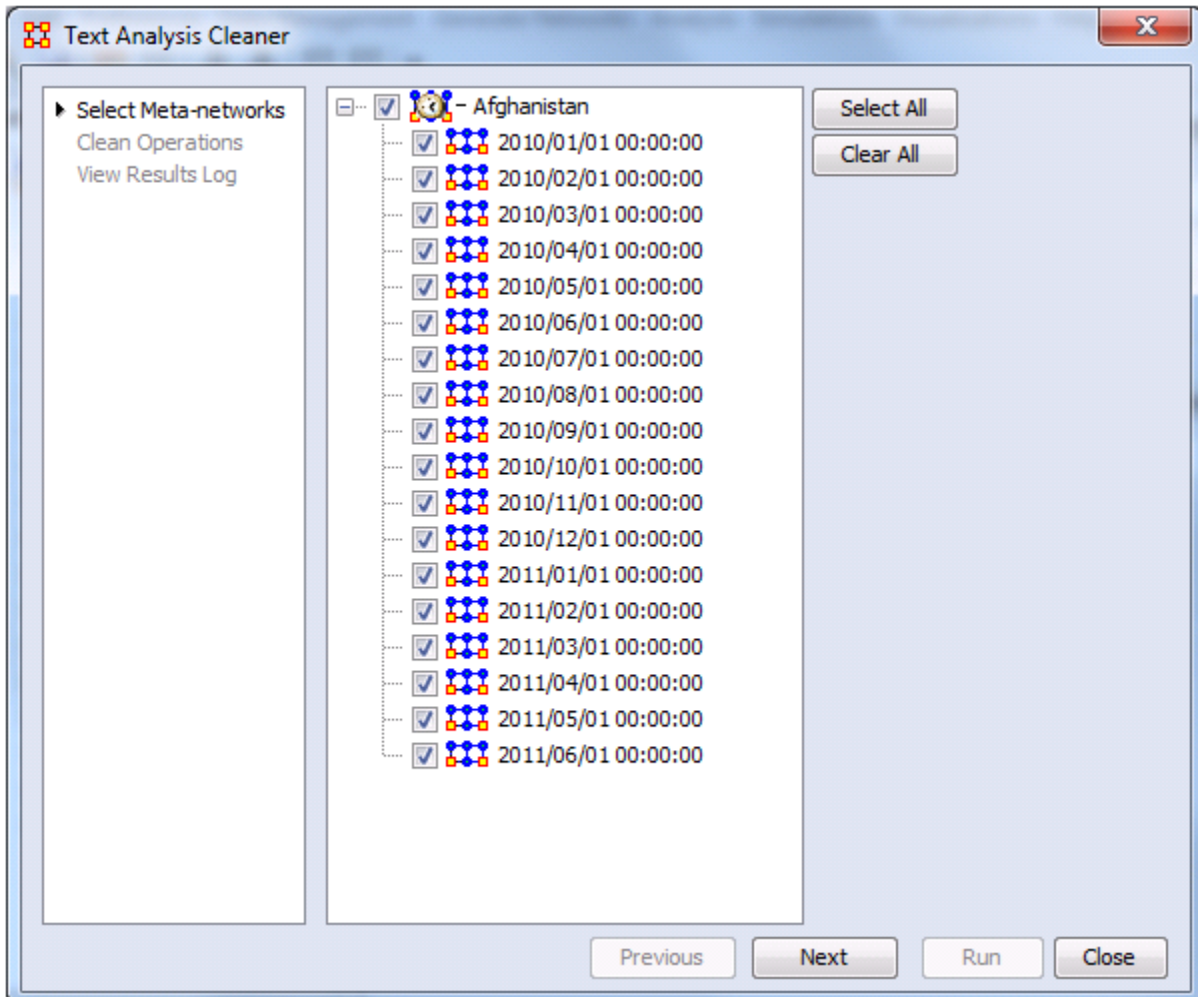 Text Analysis Cleaner
Select Meta-networks
Clean Operations
View Results Log
– Afghanistan
2010/01/01 00:00:00
2010/02/01 00:00:00
2010/03/01 00:00:00
2010/04/01 00:00:00
2010/05/01 00:00:00
2010/06/01 00:00:00
2010/07/01 00:00:00
2010/08/01 00:00:00
2010/09/01 00:00:00
2010/10/01 00:00:00
2010/11/01 00:00:00
2010/12/01 00:00:00
2011/01/01 00:00:00
2011/02/01 00:00:00
2011/03/01 00:00:00
2011/04/01 00:00:00
2011/05/01 00:00:00
2011/06/01 00:00:00
Select All
Clear All
Previous Next Run Close